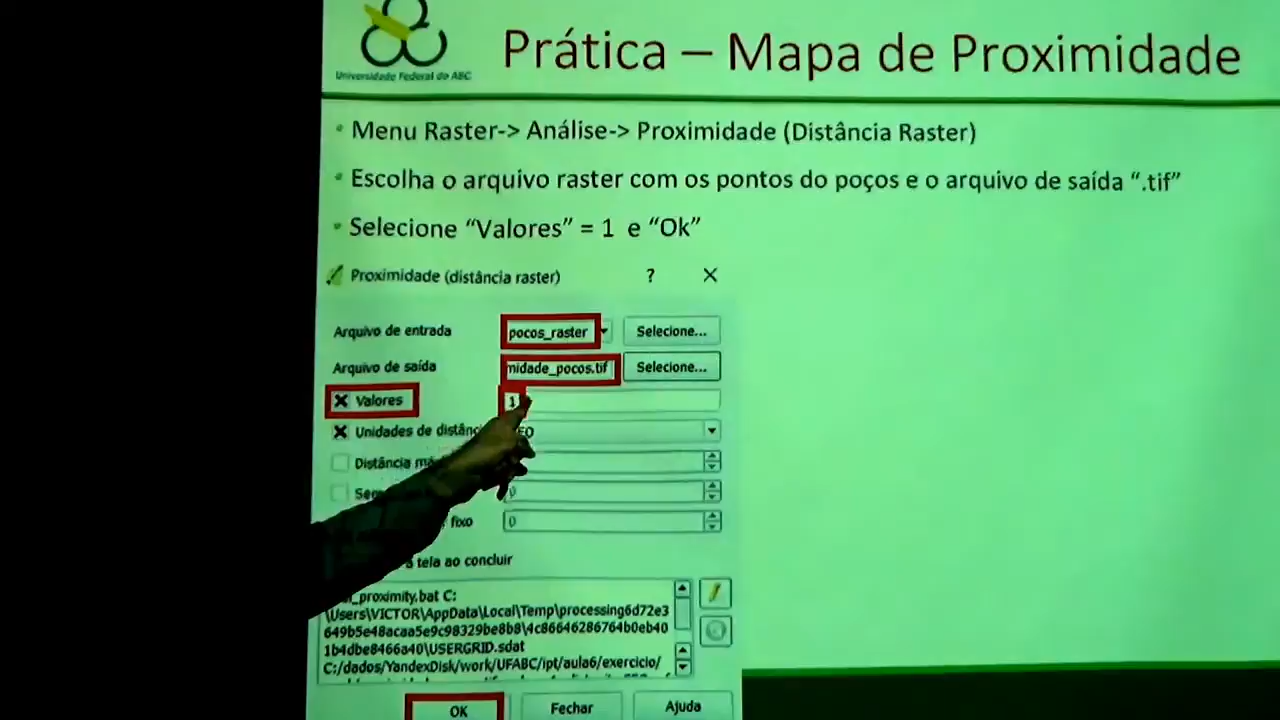 Universidade Federal do ABC
Prática – Mapa de Proximidade
• Menu Raster-> Análise-> Proximidade (Distância Raster)
• Escolha o arquivo raster com os pontos do poços e o arquivo de saída “.tif”
• Selecione “Valores” = 1 e “Ok”
Proximidade (distância raster) ? X
Arquivo de entrada pocos_raster Selecione...
Arquivo de saída midade_pocos.tif Selecione...
Valores 1
Unidades de
Distância
0
fixo 0
tela ao concluir
_proximity.bat C:
\Users\VICTOR\AppData\Local\Temp\processing6d72e3
649b5e48acaa5e9c98329be8b8\4c86646286764b0eb40
1b4dbe8466a40\USERGRID.sdat
C:/dados/YandexDisk/work/UFABC/ipt/aula6/exercicio/
OK Fechar Ajuda